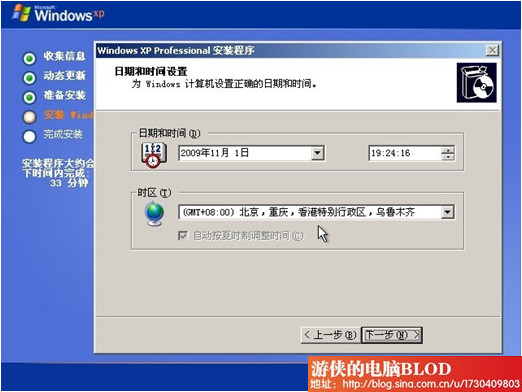 Microsoft
Windows xp
收集信息
动态更新
准备安装
安装 Wind
完成安装
安装程序大约会
下时间内完成:
33 分钟
Windows XP Professional 安装程序
日期和时间设置
为 Windows 计算机设置正确的日期和时间。
日期和时间(D)
2009年11月 1日
19:24:16
时区(T)
(GMT+08:00) 北京，重庆，香港特别行政区，乌鲁木齐
自动按夏时制调整时间(C)
< 上一步(B)
下一步(N) >
游侠的电脑BLOD
地址: http://blog.sina.com.cn/u/1730409803